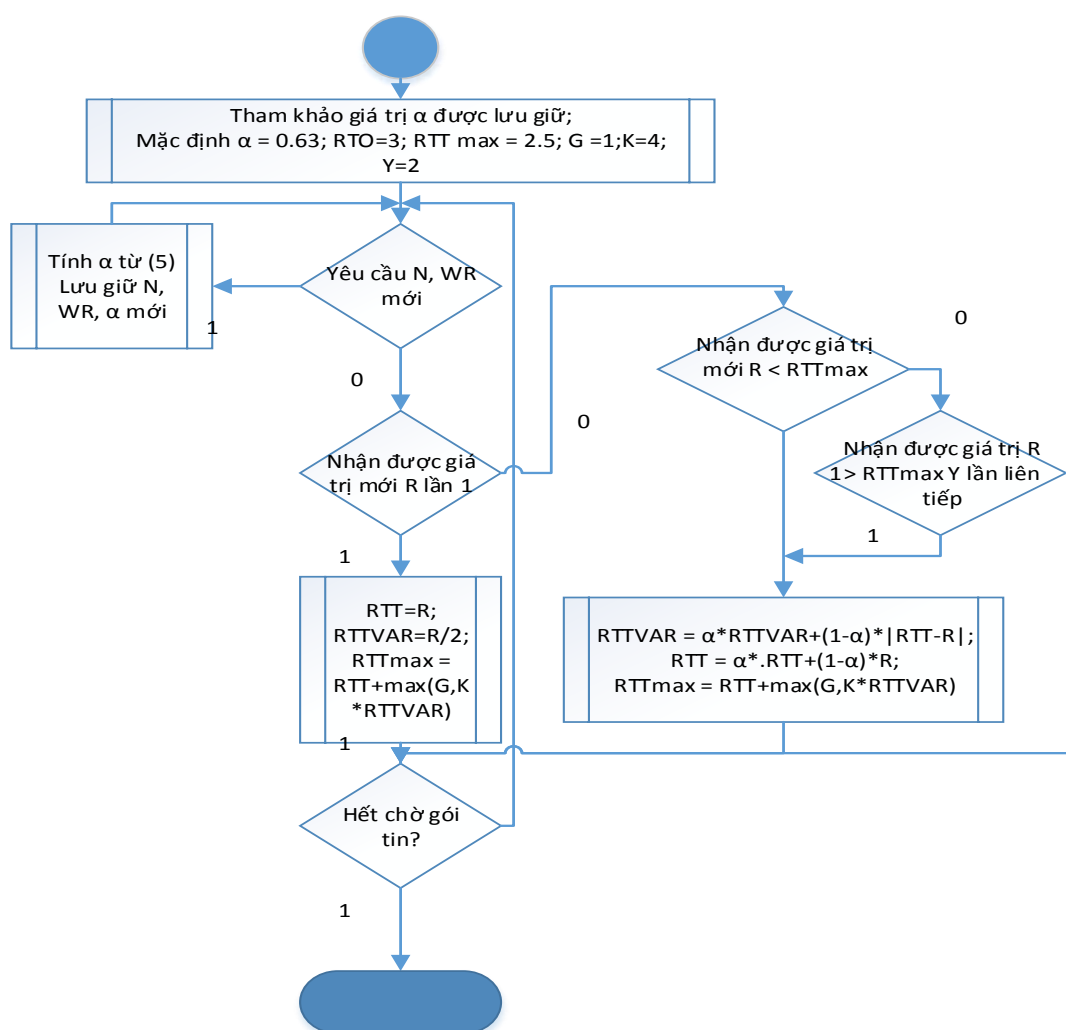 Tham khảo giá trị α được lưu giữ;
Mặc định α = 0.63; RTO=3; RTT max = 2.5; G =1;K=4;
Y=2
Tính α từ (5)
Lưu giữ N,
WR, α mới
1
Yêu cầu N, WR
mới
0
Nhận được giá trị
mới R < RTTmax
0
0
Nhận được giá
trị mới R lần 1
Nhận được giá trị R
1> RTTmax Y lần liên
tiếp
1
1
RTT=R;
RTTVAR=R/2;
RTTmax =
RTT+max(G,K
*RTTVAR)
RTTVAR = α*RTTVAR+(1-α)*|RTT-R|;
RTT = α*.RTT+(1-α)*R;
RTTmax = RTT+max(G,K*RTTVAR)
1
Hết chờ gói
tin?
1